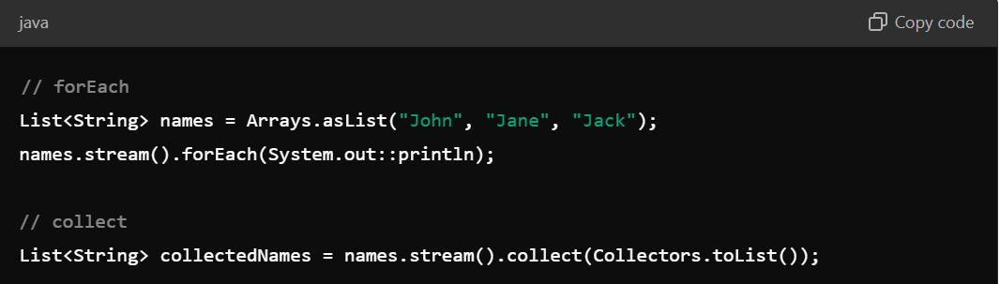 java
Copy code
// forEach
List<String> names = Arrays.asList("John", "Jane", "Jack");
names.stream().forEach(System.out::println);
// collect
List<String> collectedNames = names.stream().collect(Collectors.toList());